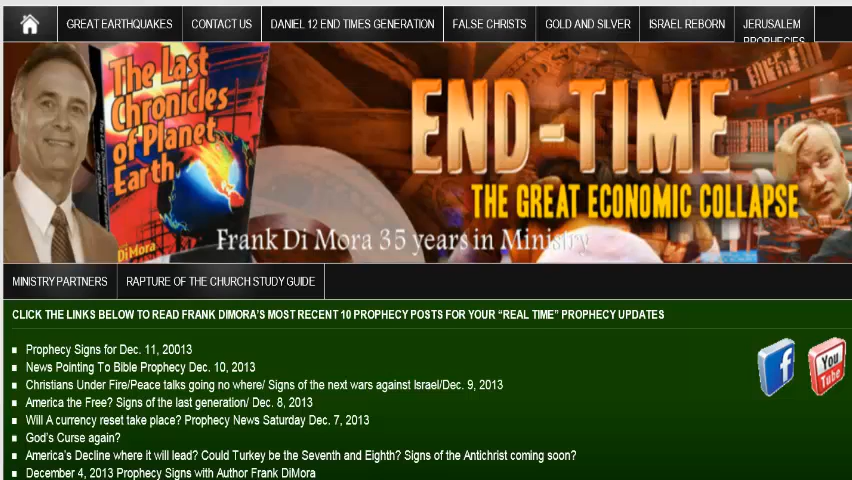 GREAT EARTHQUAKES
CONTACT US
DANIEL 12 END TIMES GENERATION
FALSE CHRISTS
GOLD AND SILVER
ISRAEL REBORN
JERUSALEM
PROPHECIES
The Last
Chronicles
of Planet
Earth
DiMora
END-TIME
THE GREAT ECONOMIC COLLAPSE
Frank Di Mora 35 years in Ministry
MINISTRY PARTNERS
RAPTURE OF THE CHURCH STUDY GUIDE
CLICK THE LINKS BELOW TO READ FRANK DIMORA'S MOST RECENT 10 PROPHECY POSTS FOR YOUR “REAL TIME” PROPHECY UPDATES
Prophecy Signs for Dec. 11, 20013
News Pointing To Bible Prophecy Dec. 10, 2013
Christians Under Fire/Peace talks going no where/ Signs of the next wars against Israel/Dec. 9, 2013
America the Free? Signs of the last generation/ Dec. 8, 2013
Will A currency reset take place? Prophecy News Saturday Dec. 7, 2013
God's Curse again?
America's Decline where it will lead? Could Turkey be the Seventh and Eighth? Signs of the Antichrist coming soon?
December 4, 2013 Prophecy Signs with Author Frank DiMora
f
You
Tube